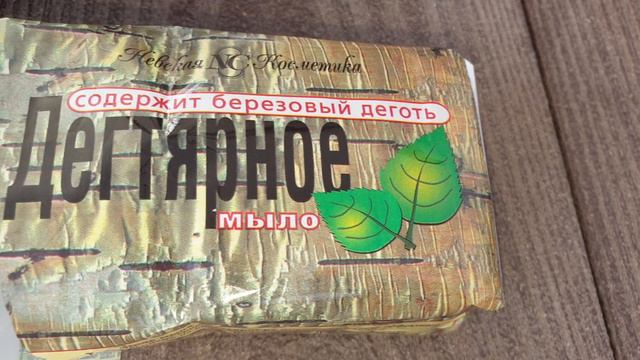 Невская NC Косметика
содержит березовый деготь
Дегтярное
мыло